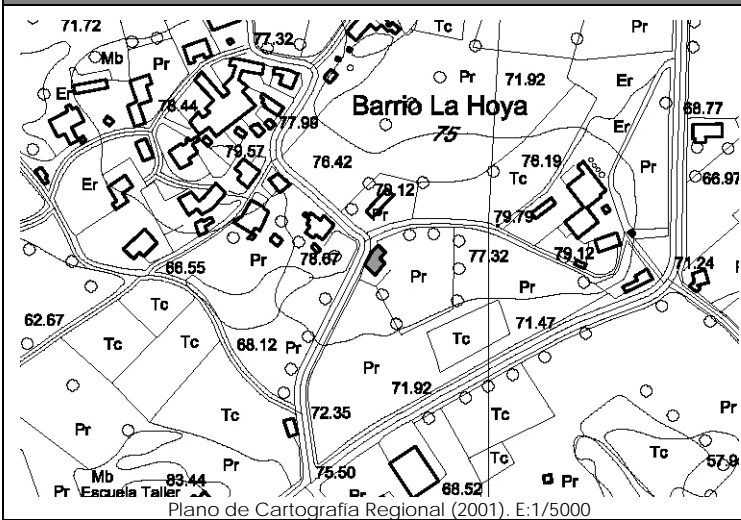 71.72
77.32
Tc
Pr
Tc
Mb
Pr
Er
Pr
71.92
Er
78.44
Barrio La Hoya
68.77
77.99
75
Er
79.57
76.42
78.19
Pr
Er
79.12
Tc
66.97
Pr
79.79
Pr
78.67
77.32
79.12
66.55
Pr
71.24
Tc
Pr
Tc
62.67
71.47
68.12
Pr
Tc
Tc
Pr
71.92
Tc
72.35
Tc
Pr
Pr
Tc
75.50
Tc
57.9
Mb
83.44
Pr
Pr
Escuela Taller
Pr
68.52
Pr
Plano de Cartografía Regional (2001). E:1/5000